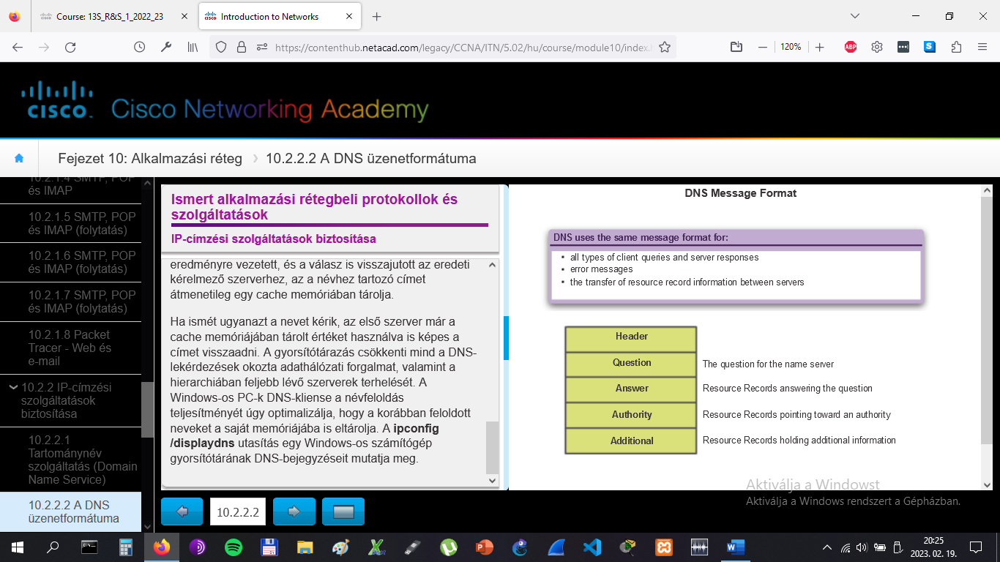 Course: 13S_R&S_1_2022_23
Introduction to Networks
https://contenthub.netacad.com/legacy/CCNA/ITN/5.02/hu/course/module10/index.h
120%
ABP
CISCO Cisco Networking Academy
Fejezet 10: Alkalmazási réteg
10.2.2.2 A DNS üzenetformátuma
10.2.1.4 SMTP, POP
és IMAP
10.2.1.5 SMTP, POP
és IMAP (folytatás)
10.2.1.6 SMTP, POP
és IMAP (folytatás)
10.2.1.7 SMTP, POP
és IMAP (folytatás)
10.2.1.8 Packet
Tracer - Web és
e-mail
10.2.2 IP-címzési
szolgáltatások
biztosítása
10.2.2.1
Tartománynév
szolgáltatás (Domain
Name Service)
10.2.2.2 A DNS
üzenetformátuma
Ismert alkalmazási rétegbeli protokollok és
szolgáltatások
IP-címzési szolgáltatások biztosítása
eredményre vezetett, és a válasz is visszajutott az eredeti
kérelmező szerverhez, az a névhez tartozó címet
átmenetileg egy cache memóriában tárolja.
Ha ismét ugyanazt a nevet kérik, az első szerver már a
cache memóriájában tárolt értéket használva is képes a
címet visszaadni. A gyorsítótárazás csökkenti mind a DNS-
lekérdezések okozta adathálózati forgalmat, valamint a
hierarchiában feljebb lévő szerverek terhelését. A
Windows-os PC-k DNS-kliense a névfeloldás
teljesítményét úgy optimalizálja, hogy a korábban feloldott
neveket a saját memóriájába is eltárolja. A ipconfig
/displaydns utasítás egy Windows-os számítógép
gyorsítótárának DNS-bejegyzéseit mutatja meg.
10.2.2.2
DNS Message Format
DNS uses the same message format for:
• all types of client queries and server responses
• error messages
• the transfer of resource record information between servers
Header
Question The question for the name server
Answer Resource Records answering the question
Authority Resource Records pointing toward an authority
Additional Resource Records holding additional information
Aktiválja a Windowst
Aktiválja a Windows rendszert a Gépházban.
20:25
2023. 02. 19.